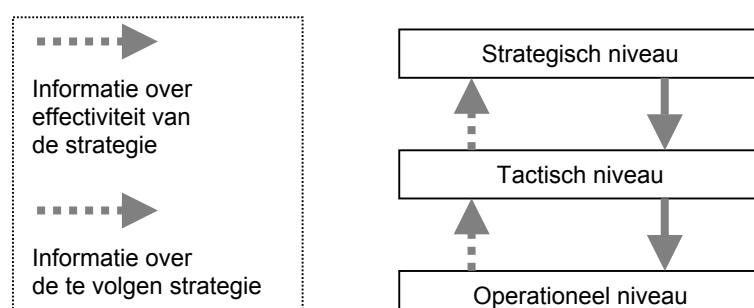 Informatie over
effectiviteit van
de strategie
Informatie over
de te volgen strategie
Strategisch niveau
Tactisch niveau
Operationeel niveau